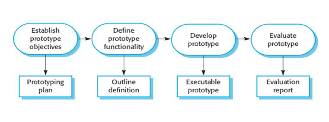 Establish
prototype
objectives
Define
prototype
functionality
Develop
prototype
Evaluate
prototype
Prototyping
plan
Outline
definition
Executable
prototype
Evaluation
report